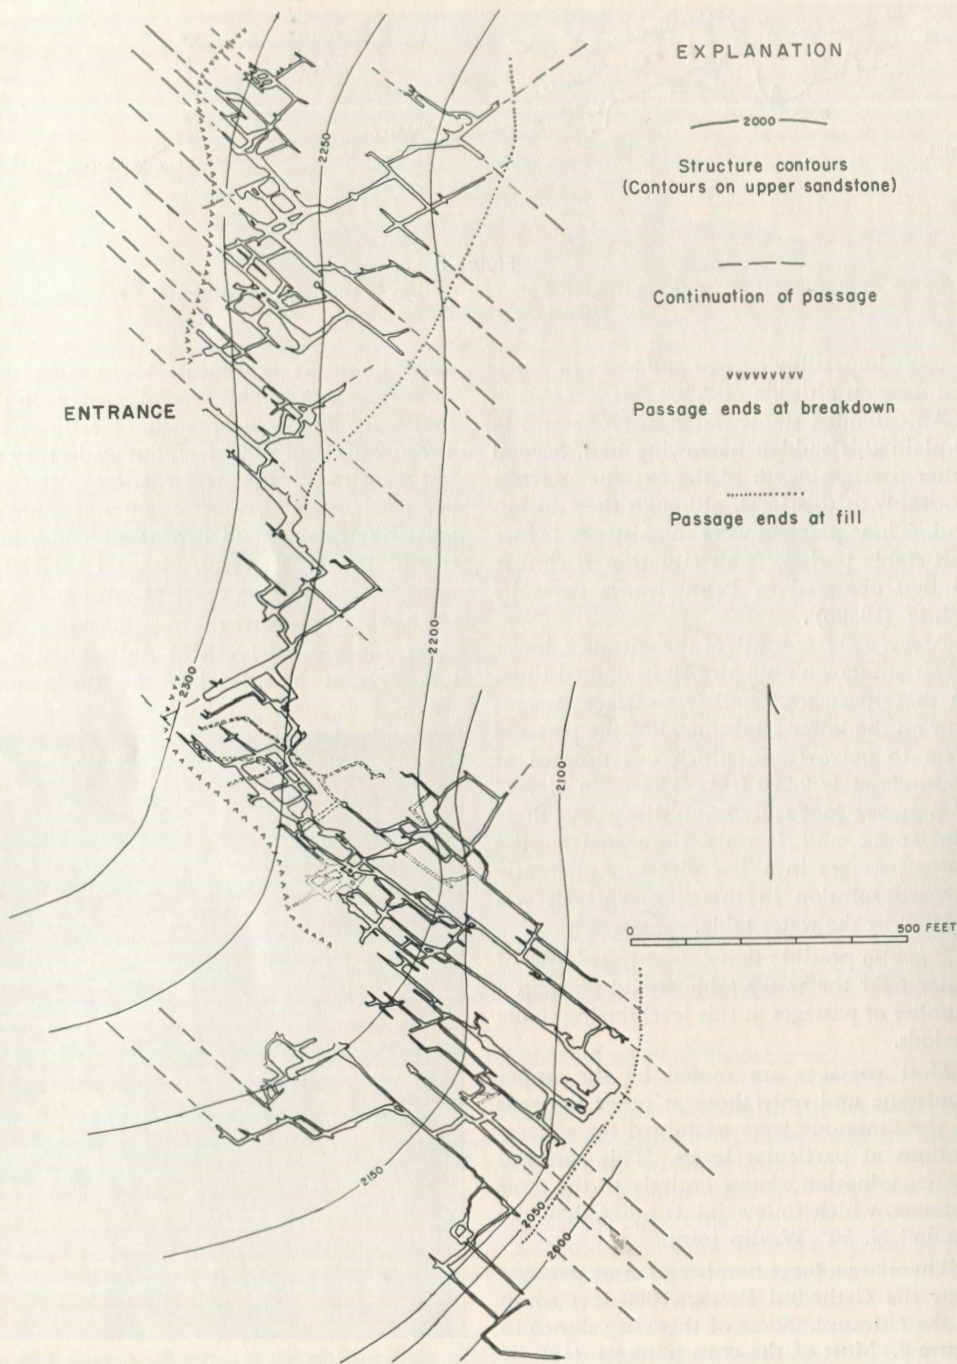 EXPLANATION
2000
Structure contours
(Contours on upper sandstone)
Continuation of passage
vvvvvvvvv
Passage ends at breakdown
Passage ends at fill
ENTRANCE
2250
2300
2200
2100
0
500 FEET
2150
2050
2000